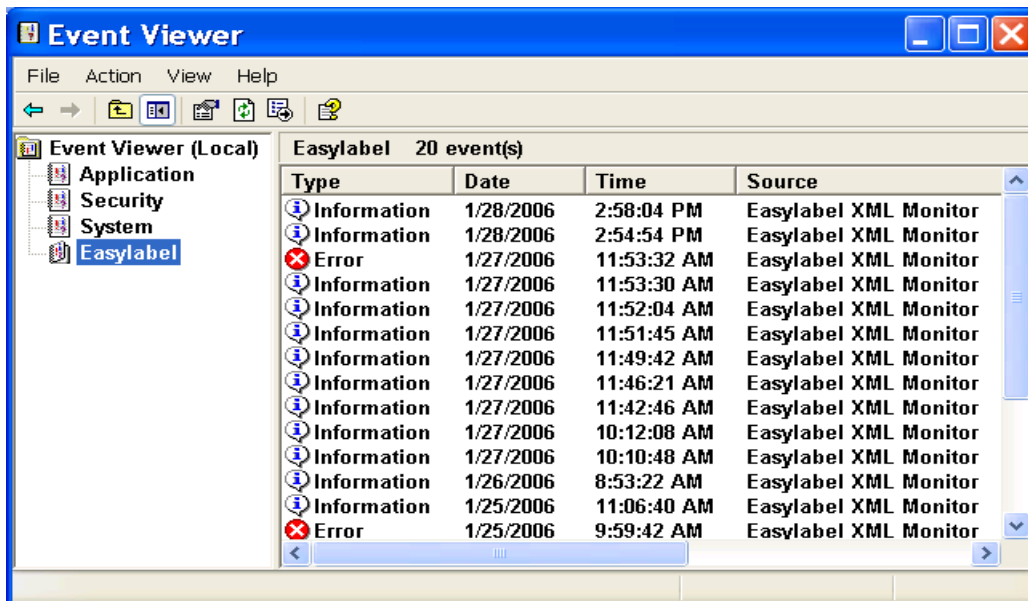 Event Viewer
File Action View Help
Event Viewer (Local)
Application
Security
System
Easylabel
Easylabel 20 event(s)
Type Date Time Source
Information 1/28/2006 2:58:04 PM Easylabel XML Monitor
Information 1/28/2006 2:54:54 PM Easylabel XML Monitor
Error 1/27/2006 11:53:32 AM Easylabel XML Monitor
Information 1/27/2006 11:53:30 AM Easylabel XML Monitor
Information 1/27/2006 11:52:04 AM Easylabel XML Monitor
Information 1/27/2006 11:51:45 AM Easylabel XML Monitor
Information 1/27/2006 11:49:42 AM Easylabel XML Monitor
Information 1/27/2006 11:46:21 AM Easylabel XML Monitor
Information 1/27/2006 11:42:46 AM Easylabel XML Monitor
Information 1/27/2006 10:12:08 AM Easylabel XML Monitor
Information 1/27/2006 10:10:48 AM Easylabel XML Monitor
Information 1/26/2006 8:53:22 AM Easylabel XML Monitor
Information 1/25/2006 11:06:40 AM Easylabel XML Monitor
Error 1/25/2006 9:59:42 AM Easylabel XML Monitor